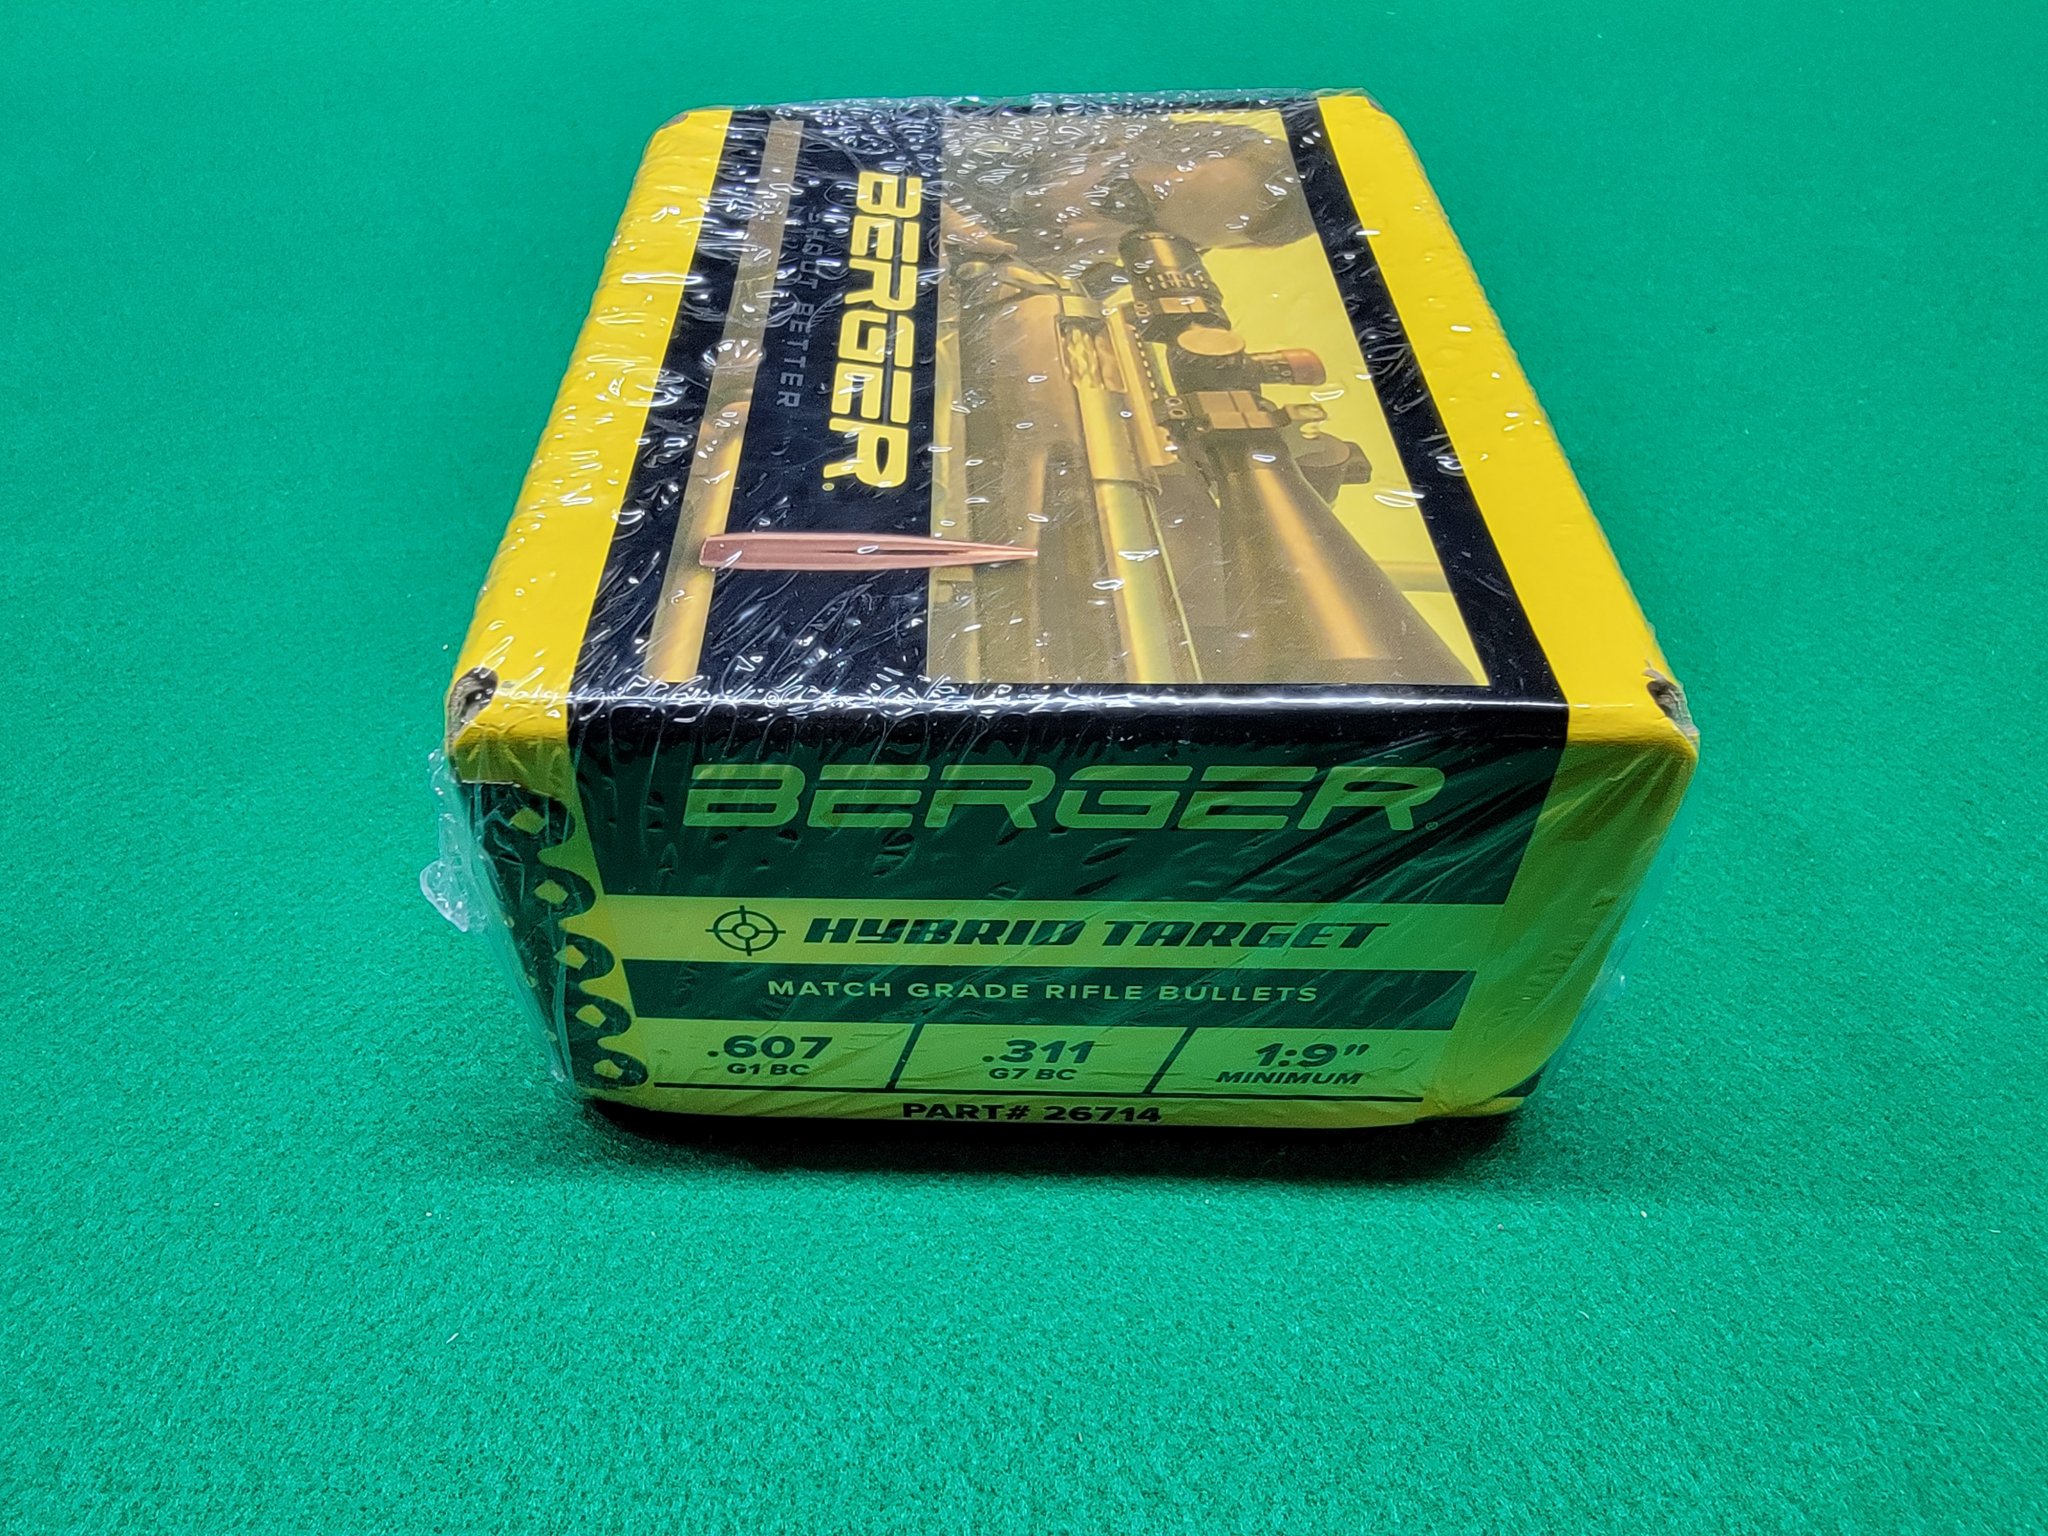 BERGER®
SHOOT BETTER
BERGER®
HYBRID TARGET
MATCH GRADE RIFLE BULLETS
.607 .311 1:9"
G1 BC G7 BC MINIMUM
PART# 26714